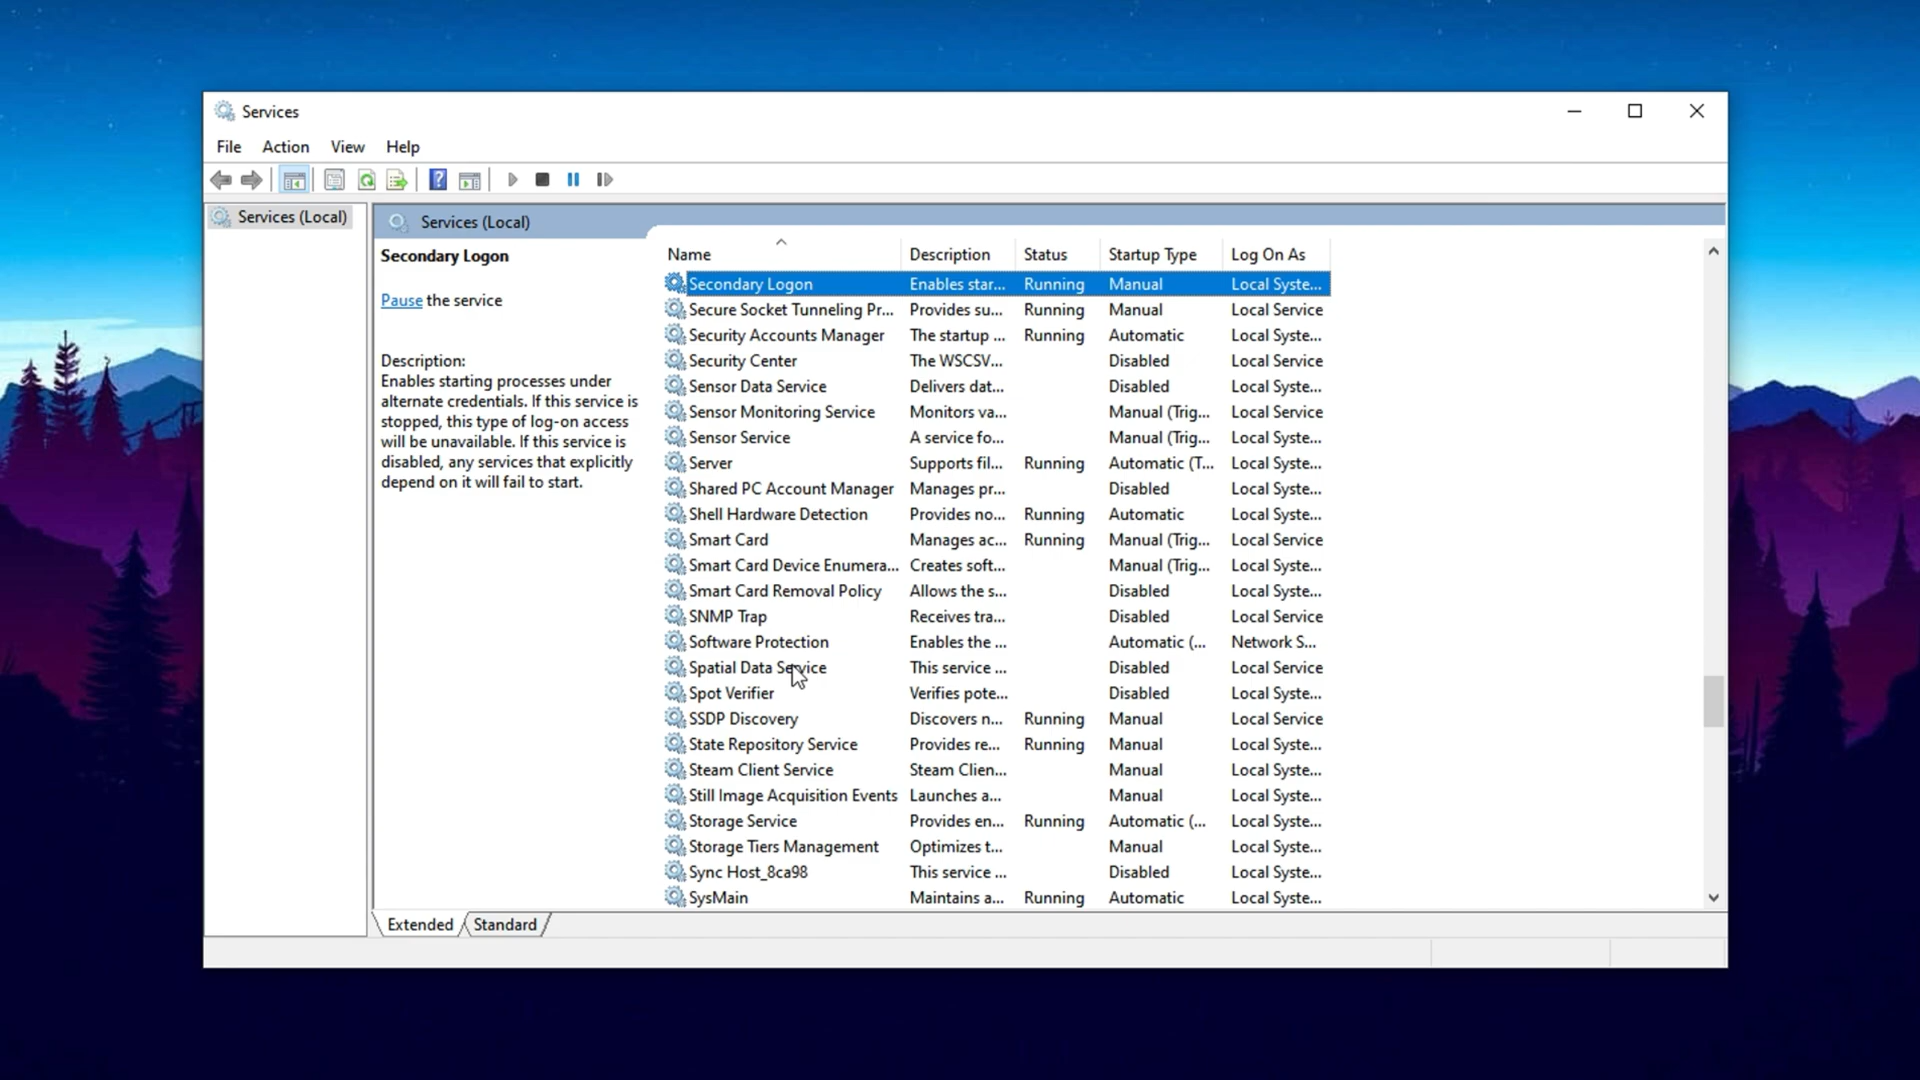 Services
File Action View Help
Services (Local)
Services (Local)
Secondary Logon
Pause the service
Description:
Enables starting processes under
alternate credentials. If this service is
stopped, this type of log-on access
will be unavailable. If this service is
disabled, any services that explicitly
depend on it will fail to start.
Name Description Status Startup Type Log On As
Secondary Logon Enables star... Running Manual Local Syste...
Secure Socket Tunneling Pr... Provides su... Running Manual Local Service
Security Accounts Manager The startup ... Running Automatic Local Syste...
Security Center The WSCSV... Disabled Local Service
Sensor Data Service Delivers dat... Disabled Local Syste...
Sensor Monitoring Service Monitors va... Manual (Trig... Local Service
Sensor Service A service fo... Manual (Trig... Local Syste...
Server Supports fil... Running Automatic (T... Local Syste...
Shared PC Account Manager Manages pr... Disabled Local Syste...
Shell Hardware Detection Provides no... Running Automatic Local Syste...
Smart Card Manages ac... Running Manual (Trig... Local Service
Smart Card Device Enumera... Creates soft... Manual (Trig... Local Syste...
Smart Card Removal Policy Allows the s... Disabled Local Syste...
SNMP Trap Receives tra... Disabled Local Service
Software Protection Enables the ... Automatic (... Network S...
Spatial Data Service This service ... Disabled Local Service
Spot Verifier Verifies pote... Disabled Local Syste...
SSDP Discovery Discovers n... Running Manual Local Service
State Repository Service Provides re... Running Manual Local Syste...
Steam Client Service Steam Clien... Manual Local Syste...
Still Image Acquisition Events Launches a... Manual Local Syste...
Storage Service Provides en... Running Automatic (... Local Syste...
Storage Tiers Management Optimizes t... Manual Local Syste...
Sync Host_8ca98 This service ... Disabled Local Syste...
SysMain Maintains a... Running Automatic Local Syste...
Extended Standard